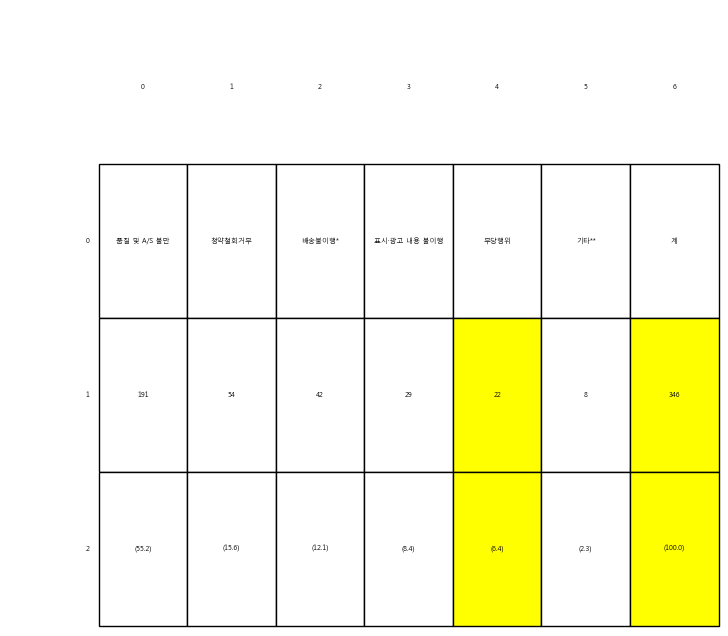 0 1 2 3 4 5 6
0 품질 및 A/S 불만 청약철회거부 배송불이행* 표시·광고 내용 불이행 부당행위 기타** 계
1 191 54 42 29 22 8 346
2 (55.2) (15.6) (12.1) (8.4) (6.4) (2.3) (100.0)